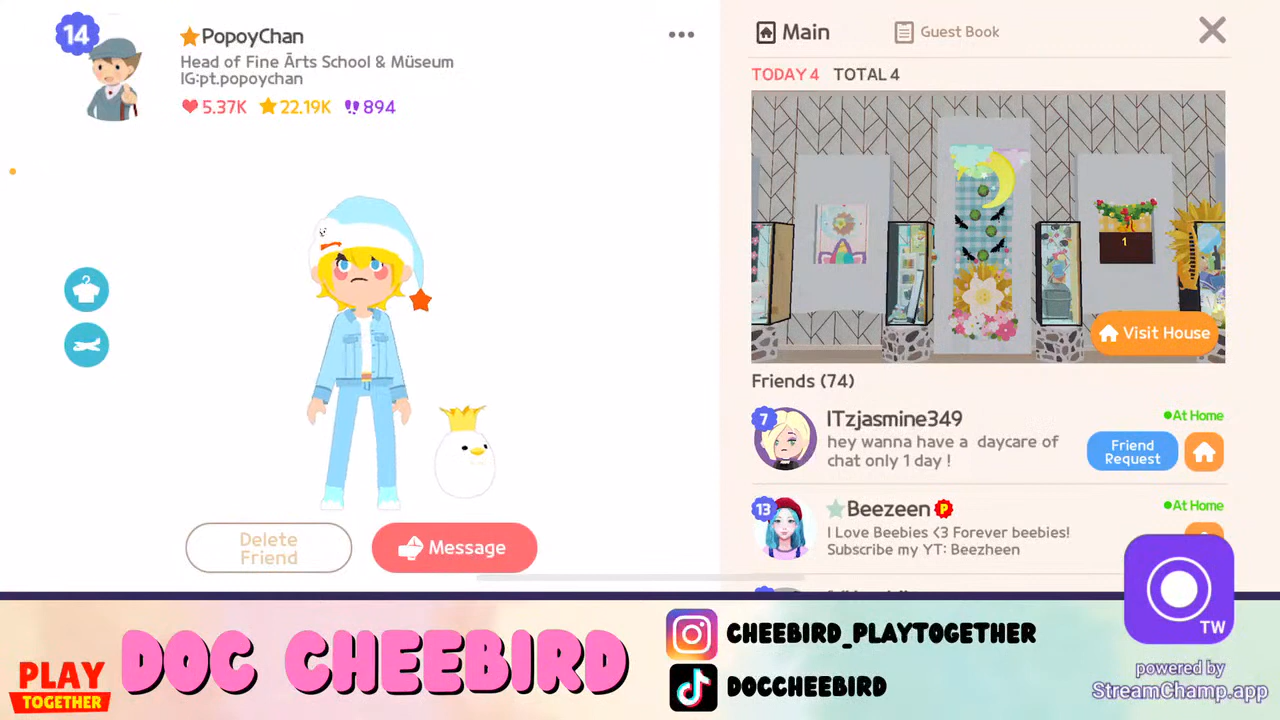 14
PopoyChan
Head of Fine Ārts School & Müseum
IG:pt.popoychan
5.37K 22.19K 894
Delete
Friend
Message
Main
Guest Book
TODAY 4 TOTAL 4
1
Visit House
Friends (74)
7
ITzjasmine349
At Home
hey wanna have a daycare of
chat only 1 day !
Friend
Request
13
Beezeen P
At Home
I Love Beebies <3 Forever beebies!
Subscribe my YT: Beezheen
TW
PLAY
TOGETHER
DOC CHEEBIRD
CHEEBIRD_PLAYTOGETHER
DOCCHEEBIRD
powered by
StreamChamp.app